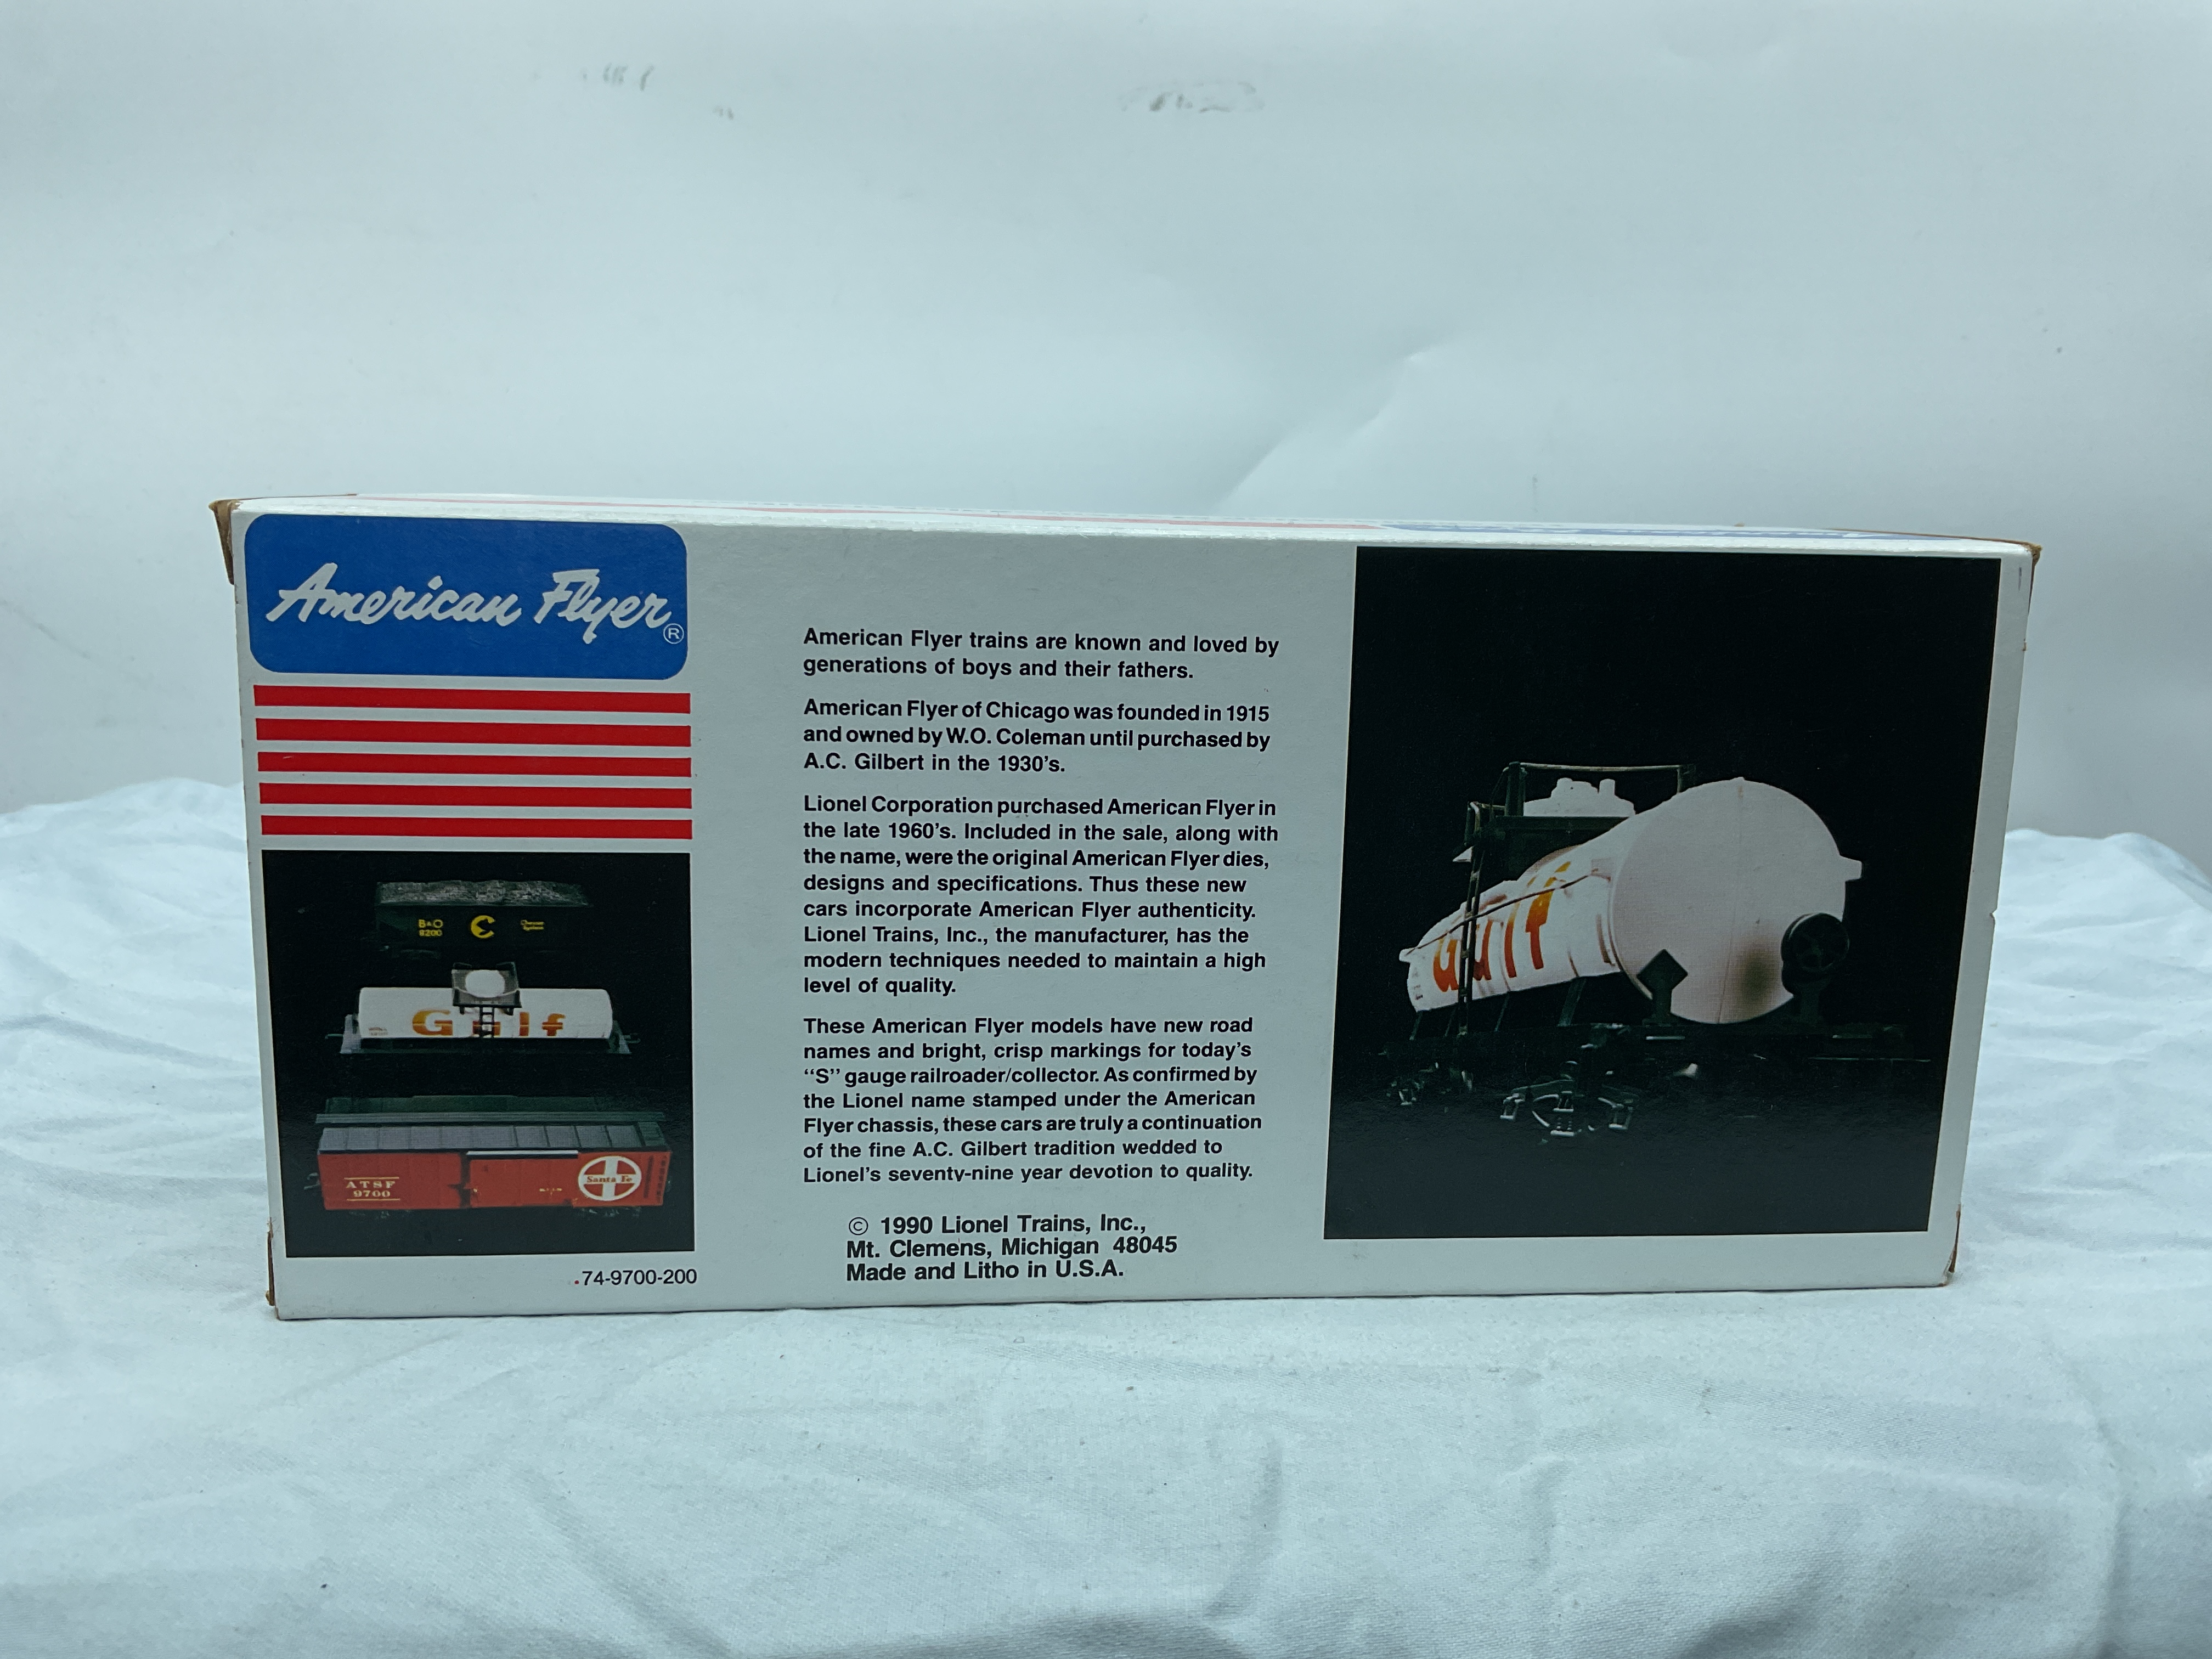 American Flyer®
B&O
9200
C
Chessie
System
Gulf
ATSF
9700
Santa Fe
.74-9700-200
American Flyer trains are known and loved by
generations of boys and their fathers.
American Flyer of Chicago was founded in 1915
and owned by W.O. Coleman until purchased by
A.C. Gilbert in the 1930's.
Lionel Corporation purchased American Flyer in
the late 1960's. Included in the sale, along with
the name, were the original American Flyer dies,
designs and specifications. Thus these new
cars incorporate American Flyer authenticity.
Lionel Trains, Inc., the manufacturer, has the
modern techniques needed to maintain a high
level of quality.
These American Flyer models have new road
names and bright, crisp markings for today's
"S" gauge railroader/collector. As confirmed by
the Lionel name stamped under the American
Flyer chassis, these cars are truly a continuation
of the fine A.C. Gilbert tradition wedded to
Lionel's seventy-nine year devotion to quality.
© 1990 Lionel Trains, Inc.,
Mt. Clemens, Michigan 48045
Made and Litho in U.S.A.
Gulf